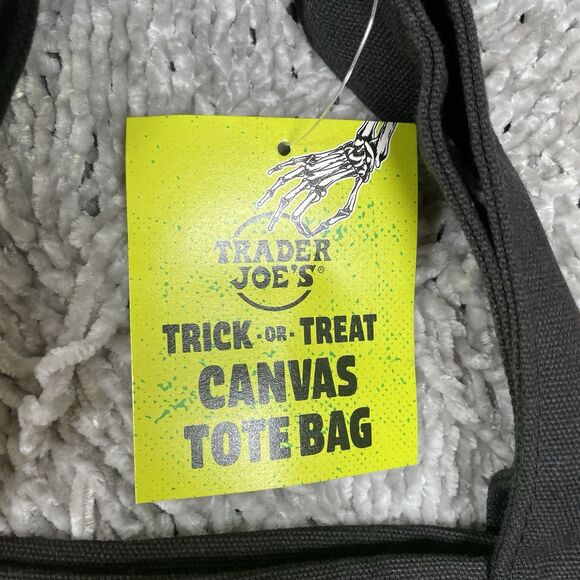 TRADER
JOE'S®
TRICK·OR·TREAT
CANVAS
TOTE BAG